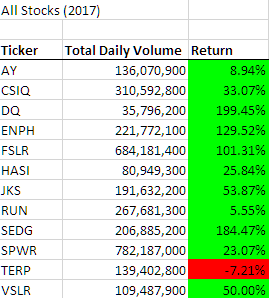 All Stocks (2017)
Ticker Total Daily Volume Return
AY 136,070,900 8.94%
CSIQ 310,592,800 33.07%
DQ 35,796,200 199.45%
ENPH 221,772,100 129.52%
FSLR 684,181,400 101.31%
HASI 80,949,300 25.84%
JKS 191,632,200 53.87%
RUN 267,681,300 5.55%
SEDG 206,885,200 184.47%
SPWR 782,187,000 23.07%
TERP 139,402,800 -7.21%
VSLR 109,487,900 50.00%